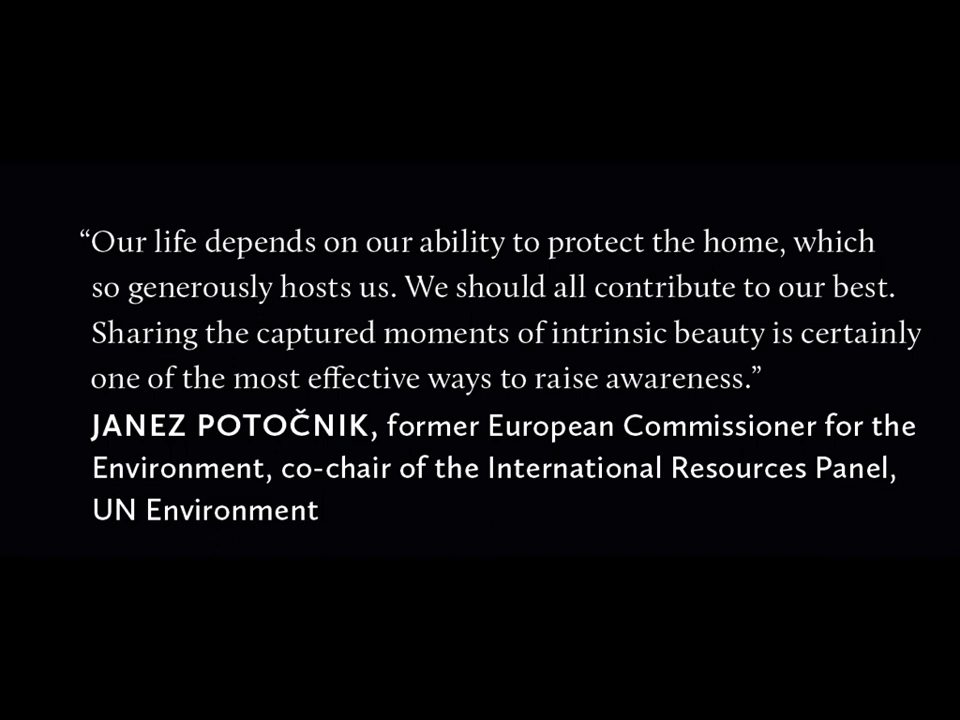 “Our life depends on our ability to protect the home, which
so generously hosts us. We should all contribute to our best.
Sharing the captured moments of intrinsic beauty is certainly
one of the most effective ways to raise awareness.”
JANEZ POTOČNIK, former European Commissioner for the
Environment, co-chair of the International Resources Panel,
UN Environment